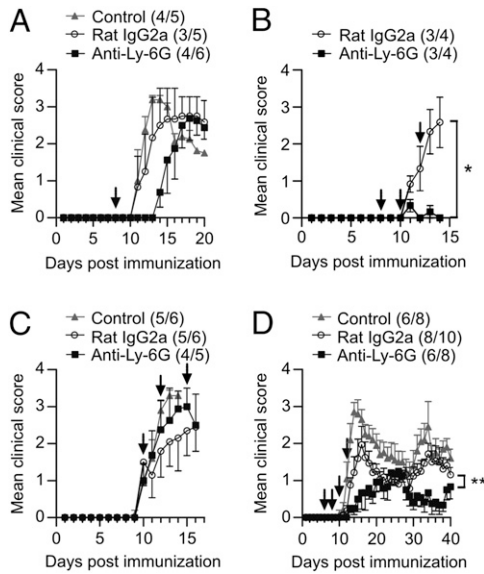 A
Control (4/5)
Rat IgG2a (3/5)
Anti-Ly-6G (4/6)
Mean clinical score
4
3
2
1
0
0 5 10 15 20
Days post immunization
B
Rat IgG2a (3/4)
Anti-Ly-6G (3/4)
Mean clinical score
4
3
2
1
0
*
0 5 10 15
Days post immunization
C
Control (5/6)
Rat IgG2a (5/6)
Anti-Ly-6G (4/5)
Mean clinical score
4
3
2
1
0
0 5 10 15
Days post immunization
D
Control (6/8)
Rat IgG2a (8/10)
Anti-Ly-6G (6/8)
Mean clinical score
4
3
2
1
0
**
0 10 20 30 40
Days post immunization